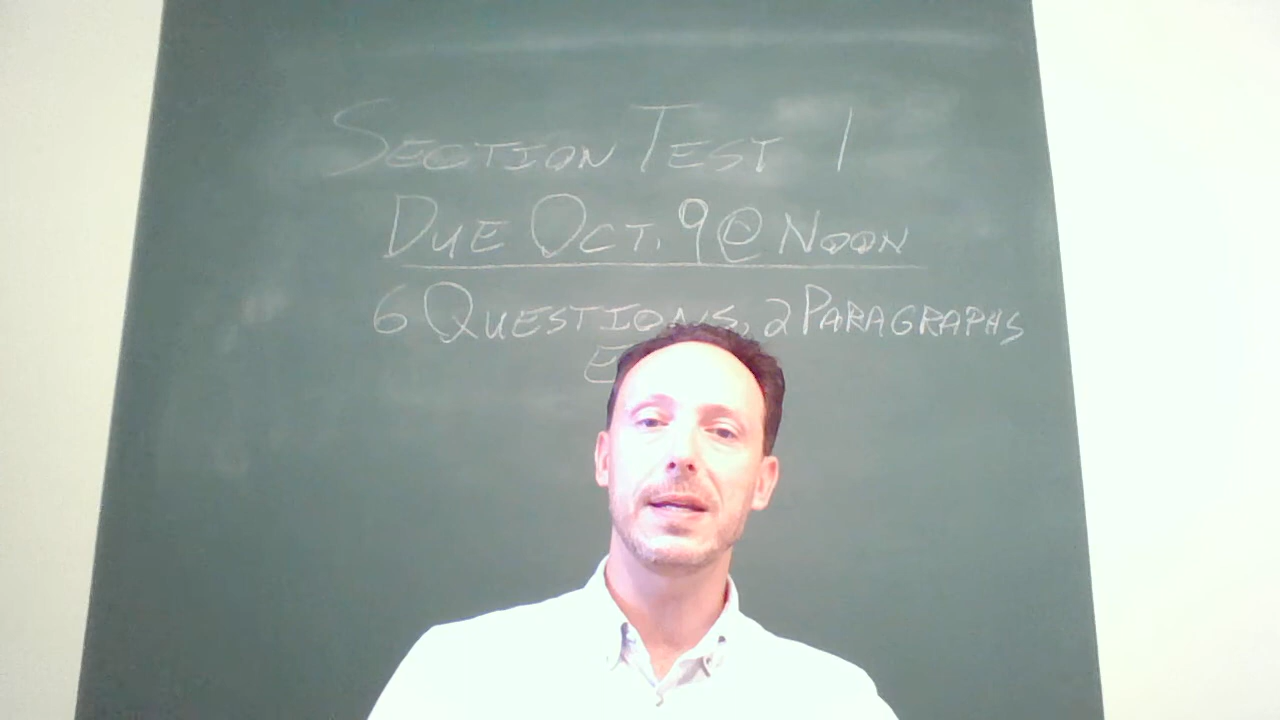 SECTION TEST 1
DUE OCT. 9 @ NOON
6 QUESTIONS, 2 PARAGRAPHS